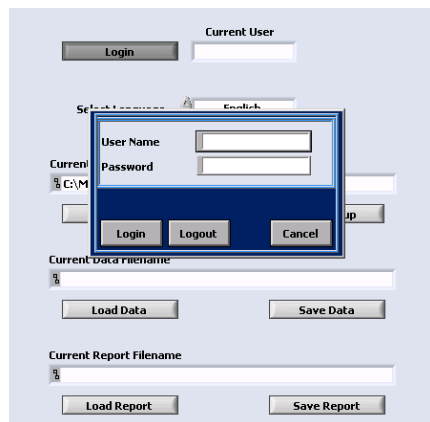 Current User
Login
English
User Name
Current
Password
C:\M
up
Login Logout Cancel
Current Data Filename
Load Data Save Data
Current Report Filename
Load Report Save Report